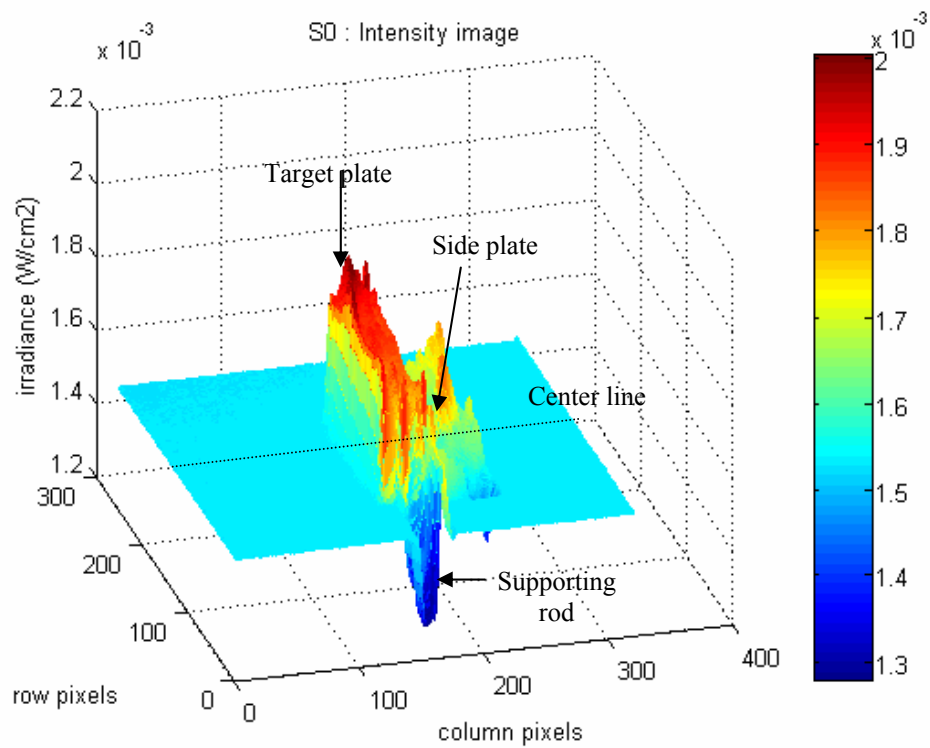 x 10⁻³
S0 : Intensity image
x 10⁻³
2.2
2
1.8
1.6
1.4
1.2
irradiance (W/cm2)
Target plate
Side plate
Center line
Supporting
rod
300
200
100
0
row pixels
0
100
200
300
400
column pixels
2
1.9
1.8
1.7
1.6
1.5
1.4
1.3